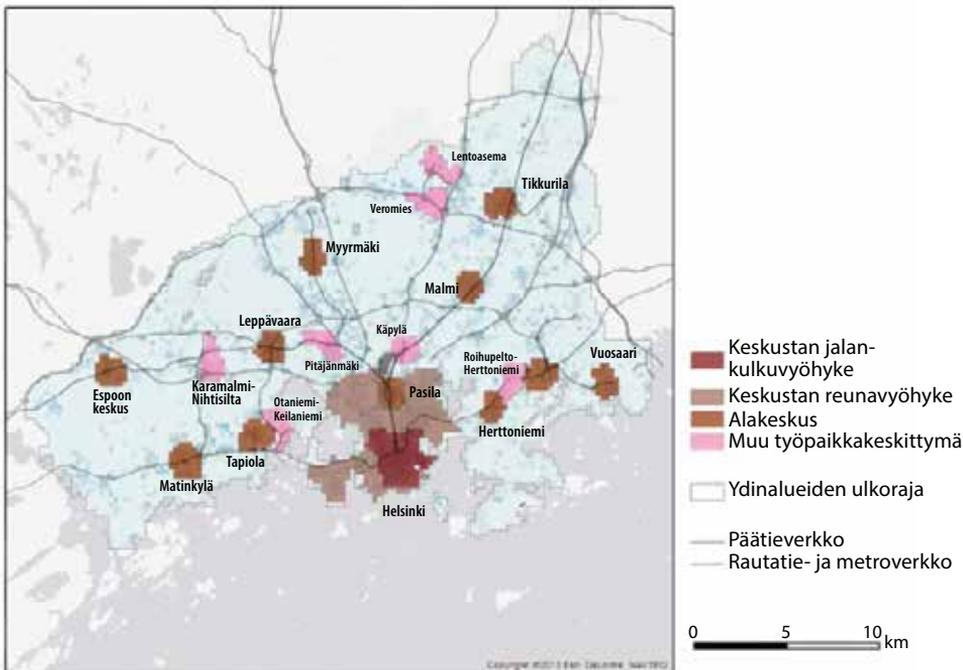 Lentoasema
Tikkurila
Veromies
Myyrmäki
Malmi
Leppävaara
Käpylä
Pitäjänmäki
Roihupelto-
Herttoniemi
Vuosaari
Espoon
keskus
Karamalmi-
Nihtisilta
Otaniemi-
Keilaniemi
Pasila
Herttoniemi
Tapiola
Matinkylä
Helsinki
Keskustan jalan-
kulkuvyöhyke
Keskustan reunavyöhyke
Alakeskus
Muu työpaikkakeskittymä
Ydinalueiden ulkoraja
Päätieverkko
Rautatie- ja metroverkko
0 5 10 km